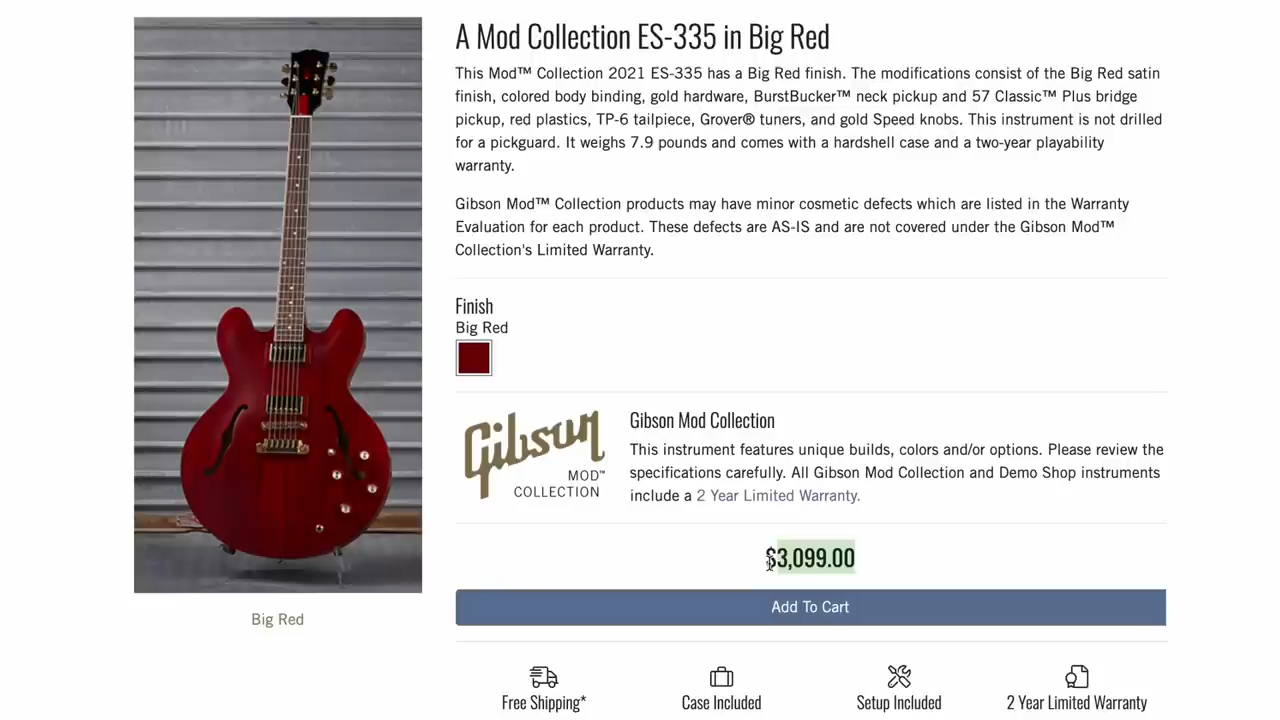 A Mod Collection ES-335 in Big Red
This Mod™ Collection 2021 ES-335 has a Big Red finish. The modifications consist of the Big Red satin
finish, colored body binding, gold hardware, BurstBucker™ neck pickup and 57 Classic™ Plus bridge
pickup, red plastics, TP-6 tailpiece, Grover® tuners, and gold Speed knobs. This instrument is not drilled
for a pickguard. It weighs 7.9 pounds and comes with a hardshell case and a two-year playability
warranty.
Gibson Mod™ Collection products may have minor cosmetic defects which are listed in the Warranty
Evaluation for each product. These defects are AS-IS and are not covered under the Gibson Mod™
Collection's Limited Warranty.
Finish
Big Red
Gibson
MOD™
COLLECTION
Gibson Mod Collection
This instrument features unique builds, colors and/or options. Please review the
specifications carefully. All Gibson Mod Collection and Demo Shop instruments
include a 2 Year Limited Warranty.
$3,099.00
Add To Cart
Big Red
Free Shipping*
Case Included
Setup Included
2 Year Limited Warranty